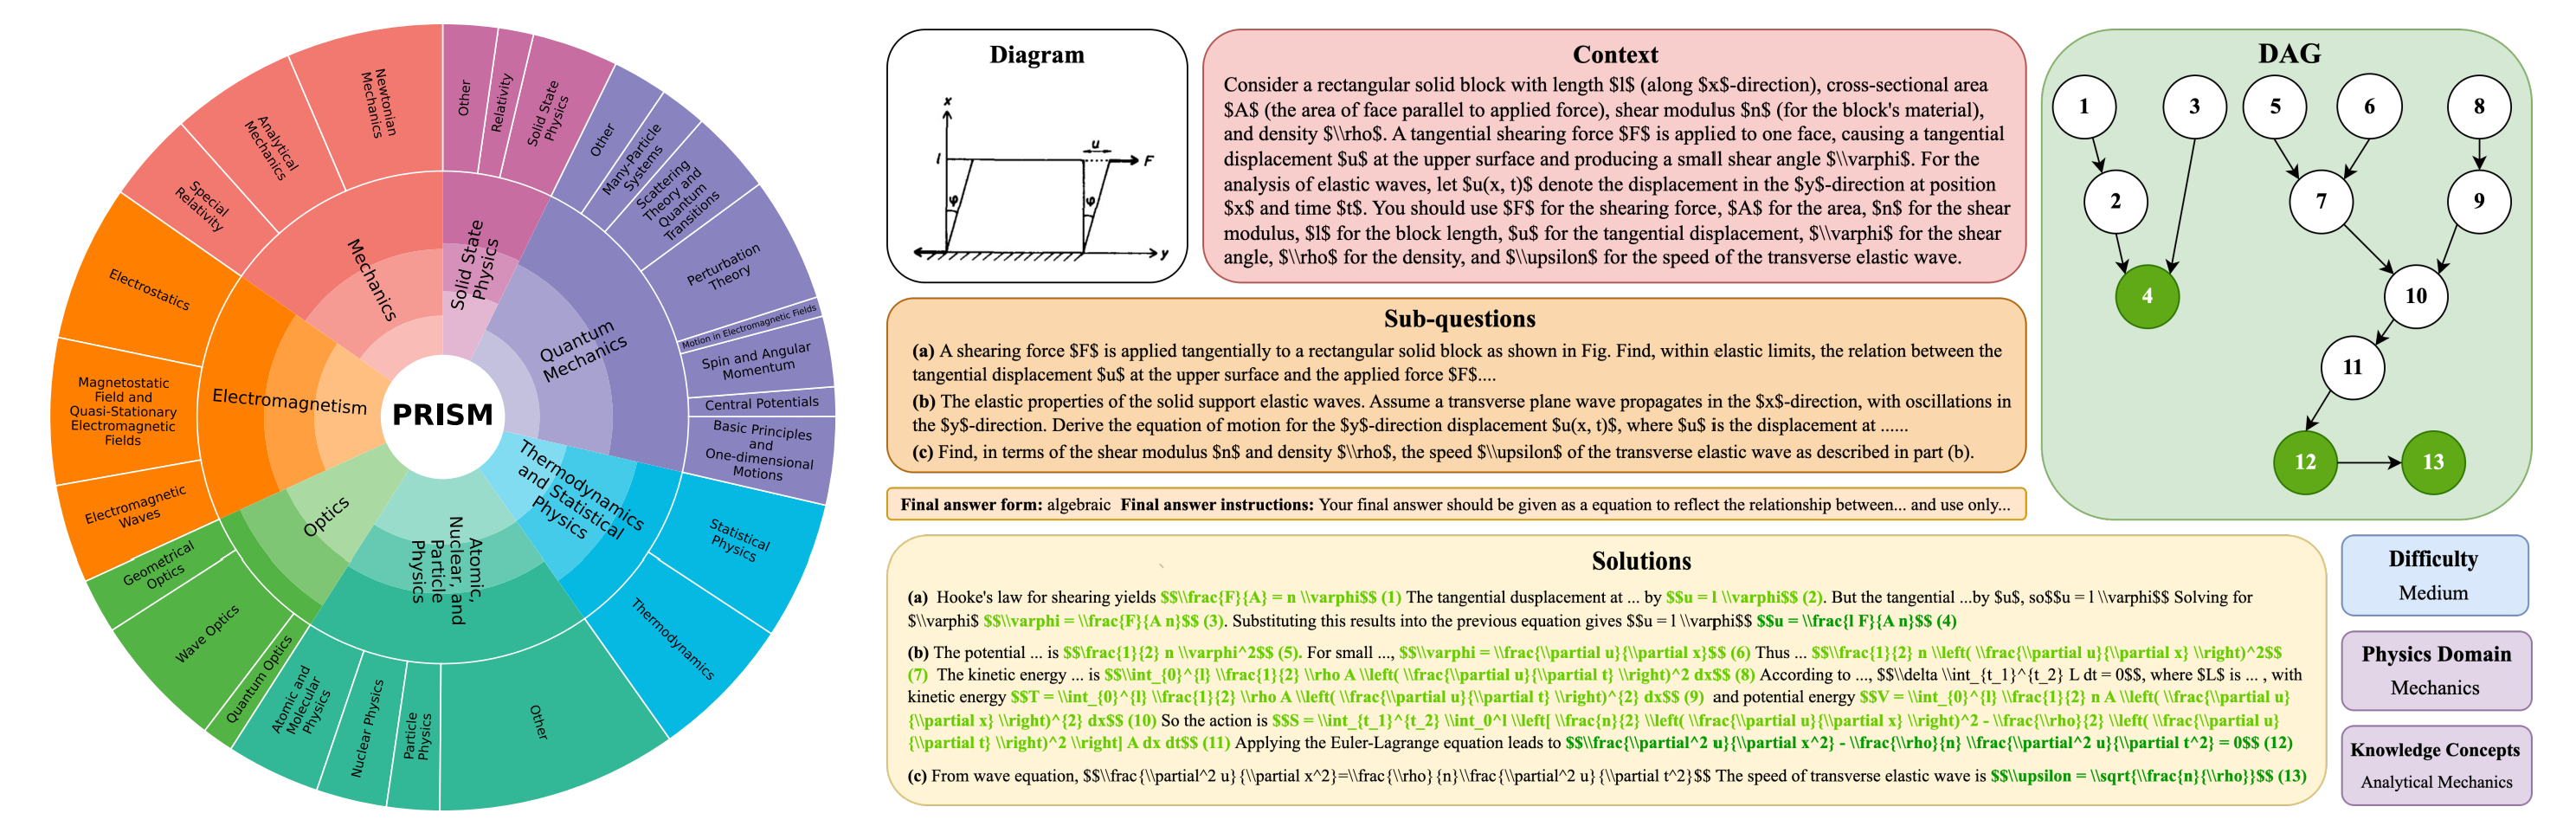 PRISM
Mechanics
Solid State
Physics
Quantum
Mechanics
Thermodynamics
and Statistical
Physics
Atomic,
Nuclear, and
Particle
Physics
Optics
Electromagnetism
Other
Relativity
Solid State
Physics
Other
Many-Particle
Systems
Scattering
Theory and
Quantum
Transitions
Perturbation
Theory
Motion in Electromagnetic Fields
Spin and Angular
Momentum
Central Potentials
Basic Principles
and
One-dimensional
Motions
Statistical
Physics
Thermodynamics
Other
Particle
Physics
Nuclear Physics
Atomic and
Molecular
Physics
Quantum Optics
Wave Optics
Geometrical
Optics
Electromagnetic
Waves
Magnetostatic
Field and
Quasi-Stationary
Electromagnetic
Fields
Electrostatics
Special
Relativity
Analytical
Mechanics
Newtonian
Mechanics
Diagram
x
u
l
F
φ
φ
y
Context
Consider a rectangular solid block with length $l$ (along $x$-direction), cross-sectional area
$A$ (the area of face parallel to applied force), shear modulus $n$ (for the block's material),
and density $\\rho$. A tangential shearing force $F$ is applied to one face, causing a tangential
displacement $u$ at the upper surface and producing a small shear angle $\\varphi$. For the
analysis of elastic waves, let $u(x, t)$ denote the displacement in the $y$-direction at position
$x$ and time $t$. You should use $F$ for the shearing force, $A$ for the area, $n$ for the shear
modulus, $l$ for the block length, $u$ for the tangential displacement, $\\varphi$ for the shear
angle, $\\rho$ for the density, and $\\upsilon$ for the speed of the transverse elastic wave.
Sub-questions
(a) A shearing force $F$ is applied tangentially to a rectangular solid block as shown in Fig. Find, within elastic limits, the relation between the
tangential displacement $u$ at the upper surface and the applied force $F$....
(b) The elastic properties of the solid support elastic waves. Assume a transverse plane wave propagates in the $x$-direction, with oscillations in
the $y$-direction. Derive the equation of motion for the $y$-direction displacement $u(x, t)$, where $u$ is the displacement at ......
(c) Find, in terms of the shear modulus $n$ and density $\\rho$, the speed $\\upsilon$ of the transverse elastic wave as described in part (b).
Final answer form: algebraic Final answer instructions: Your final answer should be given as a equation to reflect the relationship between... and use only...
Solutions
(a) Hooke's law for shearing yields $$\\frac{F}{A} = n \\varphi$$ (1) The tangential dusplacement at ... by $$u = l \\varphi$$ (2). But the tangential ...by $u$, so$$u = l \\varphi$$ Solving for
$\\varphi$ $$\\varphi = \\frac{F}{A n}$$ (3). Substituting this results into the previous equation gives $$u = l \\varphi$$ $$u = \\frac{l F}{A n}$$ (4)
(b) The potential ... is $$\frac{1}{2} n \\varphi^2$$ (5). For small ..., $$\\varphi = \\frac{\\partial u}{\\partial x}$$ (6) Thus ... $$\\frac{1}{2} n \\left( \\frac{\\partial u}{\\partial x} \\right)^2$$
(7) The kinetic energy ... is $$\\int_{0}^{l} \\frac{1}{2} \\rho A \\left( \\frac{\\partial u}{\\partial t} \\right)^2 dx$$ (8) According to ..., $$\\delta \\int_{t_1}^{t_2} L dt = 0$$, where $L$ is ... , with
kinetic energy $$T = \\int_{0}^{l} \\frac{1}{2} \\rho A \\left( \\frac{\\partial u}{\\partial t} \\right)^{2} dx$$ (9) and potential energy $$V = \\int_{0}^{l} \\frac{1}{2} n A \\left( \\frac{\\partial u}
{\\partial x} \\right)^{2} dx$$ (10) So the action is $$S = \\int_{t_1}^{t_2} \\int_0^l \\left[ \\frac{n}{2} \\left( \\frac{\\partial u}{\\partial x} \\right)^2 - \\frac{\\rho}{2} \\left( \\frac{\\partial u}
{\\partial t} \\right)^2 \\right] A dx dt$$ (11) Applying the Euler-Lagrange equation leads to $$\\frac{\\partial^2 u}{\\partial x^2} - \\frac{\\rho}{n} \\frac{\\partial^2 u}{\\partial t^2} = 0$$ (12)
(c) From wave equation, $$\\frac{\\partial^2 u}{\\partial x^2}=\\frac{\\rho}{n}\\frac{\\partial^2 u}{\\partial t^2}$$ The speed of transverse elastic wave is $$\\upsilon = \\sqrt{\\frac{n}{\\rho}}$$ (13)
DAG
1
3
5
6
8
2
7
9
4
10
11
12
13
Difficulty
Medium
Physics Domain
Mechanics
Knowledge Concepts
Analytical Mechanics